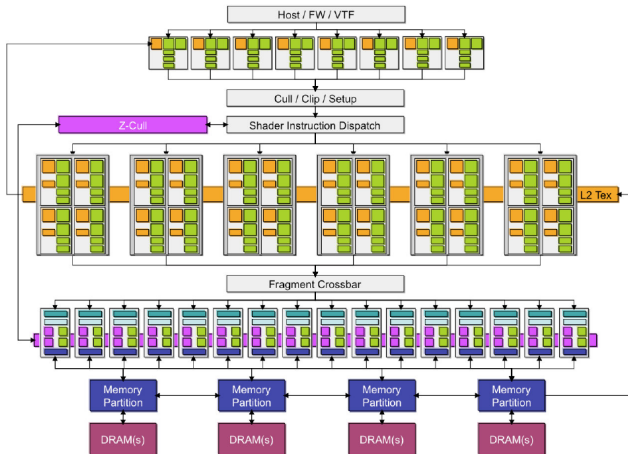 Host / FW / VTF
Cull / Clip / Setup
Z-Cull
Shader Instruction Dispatch
L2 Tex
Fragment Crossbar
Memory
Partition
Memory
Partition
Memory
Partition
Memory
Partition
DRAM(s)
DRAM(s)
DRAM(s)
DRAM(s)